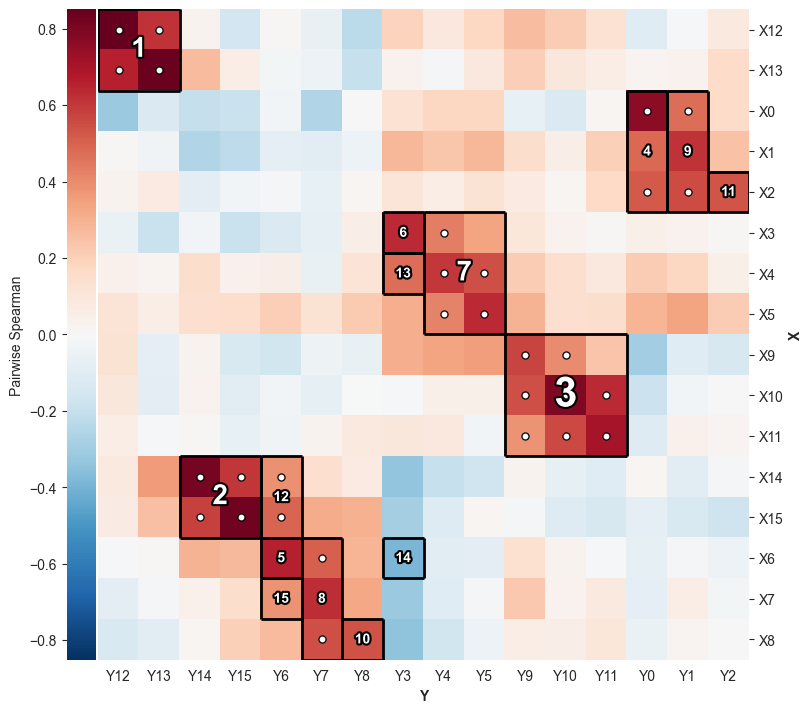 0.8
0.6
0.4
0.2
0.0
−0.2
−0.4
−0.6
−0.8
Pairwise Spearman
1
4
9
11
6
13
7
3
2
12
5
14
15
8
10
X12
X13
X0
X1
X2
X3
X4
X5
X9
X10
X11
X14
X15
X6
X7
X8
X
Y12 Y13 Y14 Y15 Y6 Y7 Y8 Y3 Y4 Y5 Y9 Y10 Y11 Y0 Y1 Y2
Y